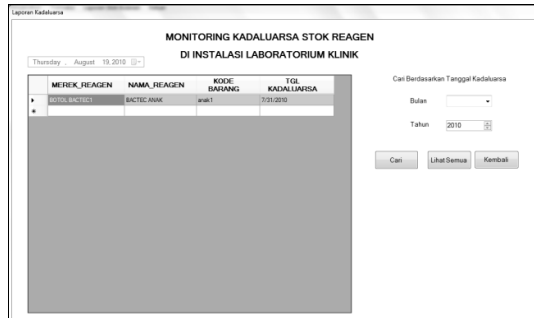 Laporan Kadaluarsa
MONITORING KADALUARSA STOK REAGEN
DI INSTALASI LABORATORIUM KLINIK
Thursday , August 19,2010
MEREK_REAGEN NAMA_REAGEN KODE BARANG TGL KADALUARSA
BOTOL BACTEC1 BACTEC ANAK anak1 7/31/2010
Cari Berdasarkan Tanggal Kadaluarsa
Bulan
Tahun 2010
Cari Lihat Semua Kembali